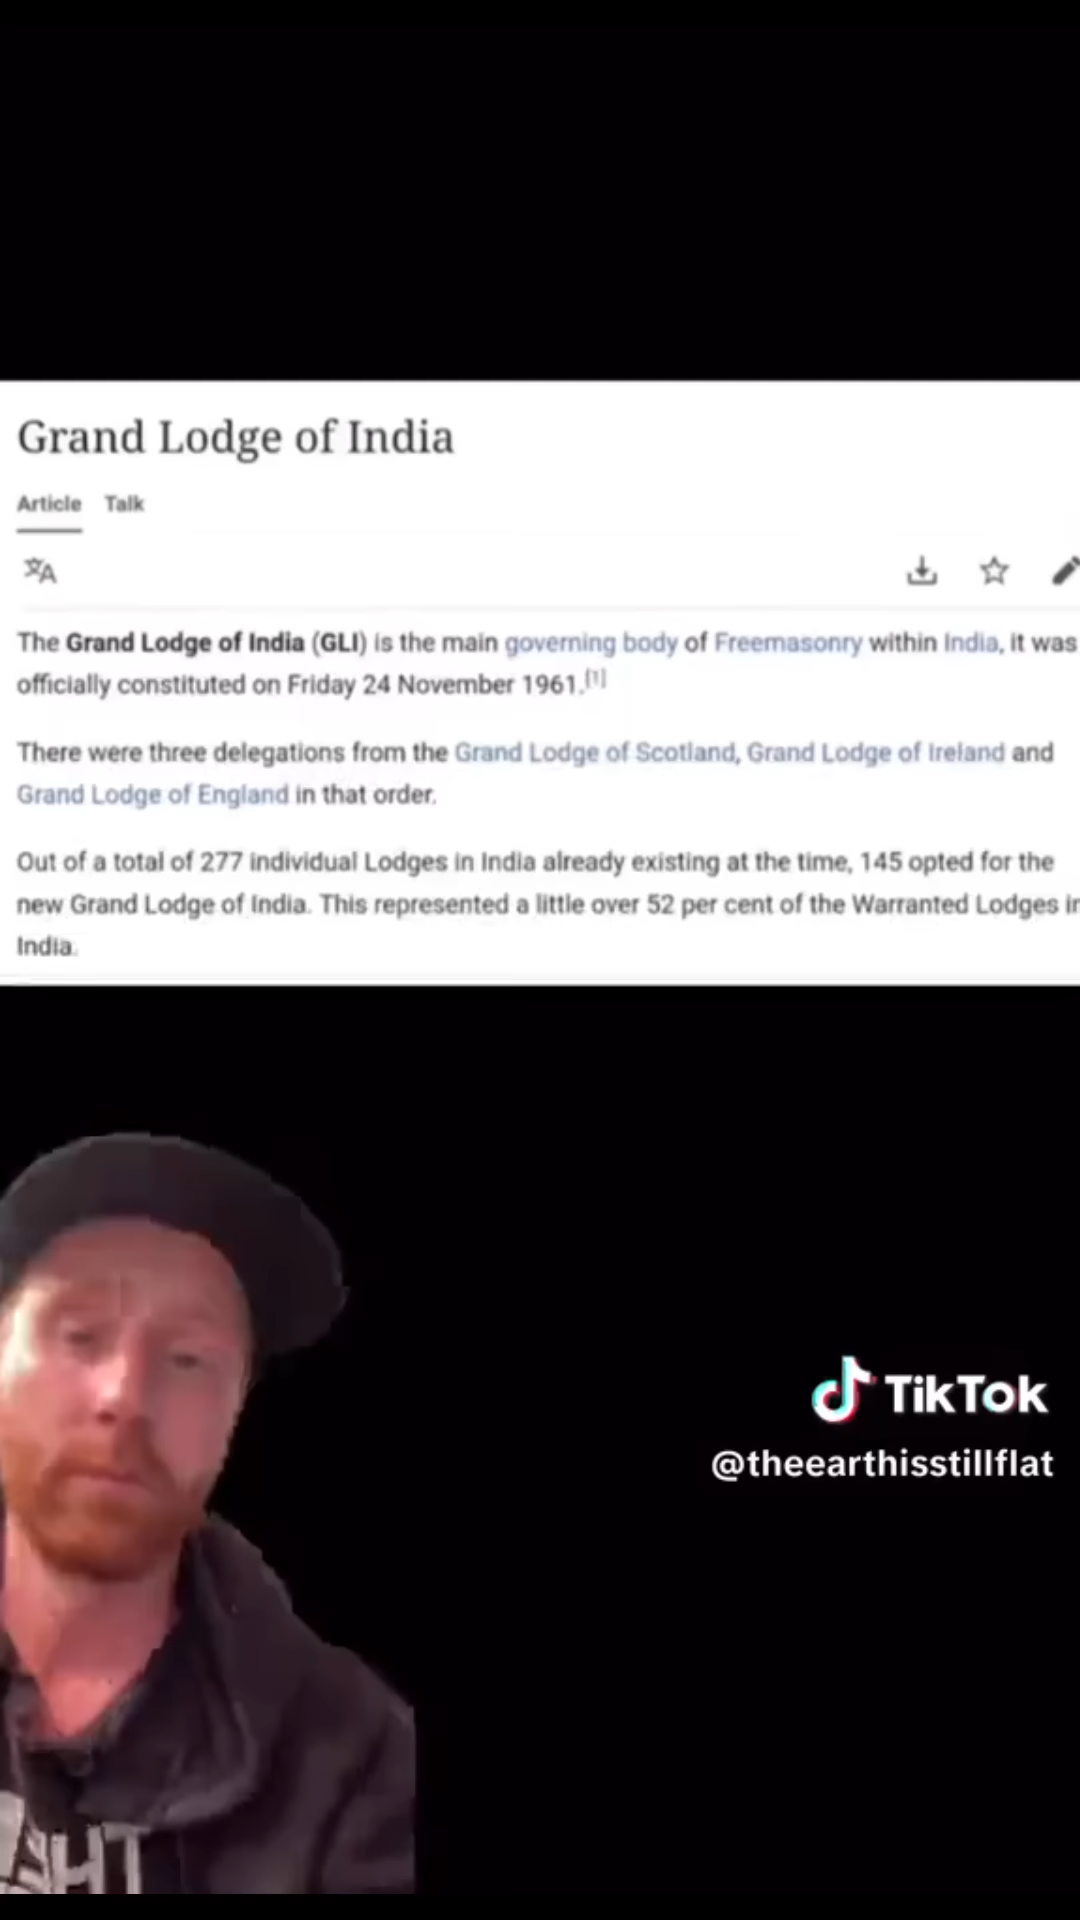 Grand Lodge of India
Article Talk
The Grand Lodge of India (GLI) is the main governing body of Freemasonry within India, it was
officially constituted on Friday 24 November 1961.[1]
There were three delegations from the Grand Lodge of Scotland, Grand Lodge of Ireland and
Grand Lodge of England in that order.
Out of a total of 277 individual Lodges in India already existing at the time, 145 opted for the
new Grand Lodge of India. This represented a little over 52 per cent of the Warranted Lodges in
India.
TikTok
@theearthisstillflat